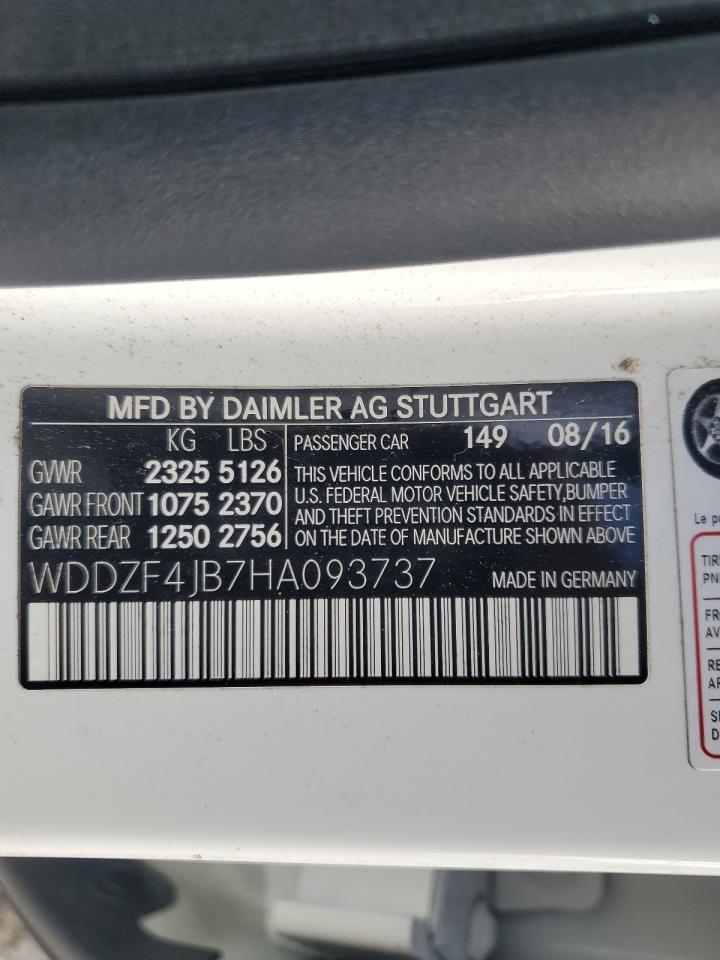 MFD BY DAIMLER AG STUTTGART
KG LBS
GVWR 2325 5126
GAWR FRONT 1075 2370
GAWR REAR 1250 2756
PASSENGER CAR 149 08/16
THIS VEHICLE CONFORMS TO ALL APPLICABLE
U.S. FEDERAL MOTOR VEHICLE SAFETY,BUMPER
AND THEFT PREVENTION STANDARDS IN EFFECT
ON THE DATE OF MANUFACTURE SHOWN ABOVE
WDDZF4JB7HA093737 MADE IN GERMANY
Le